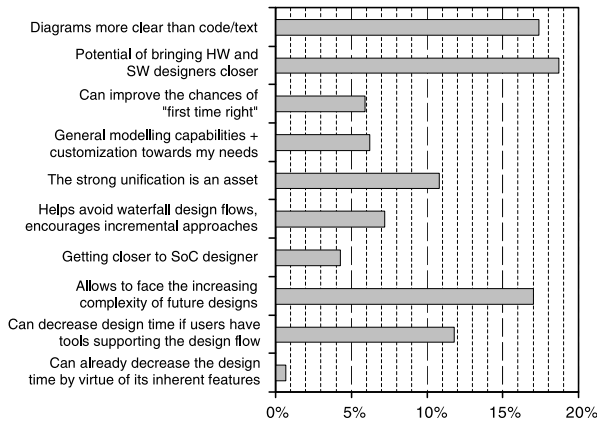 Diagrams more clear than code/text
Potential of bringing HW and
SW designers closer
Can improve the chances of
"first time right"
General modelling capabilities +
customization towards my needs
The strong unification is an asset
Helps avoid waterfall design flows,
encourages incremental approaches
Getting closer to SoC designer
Allows to face the increasing
complexity of future designs
Can decrease design time if users have
tools supporting the design flow
Can already decrease the design
time by virtue of its inherent features
0% 5% 10% 15% 20%